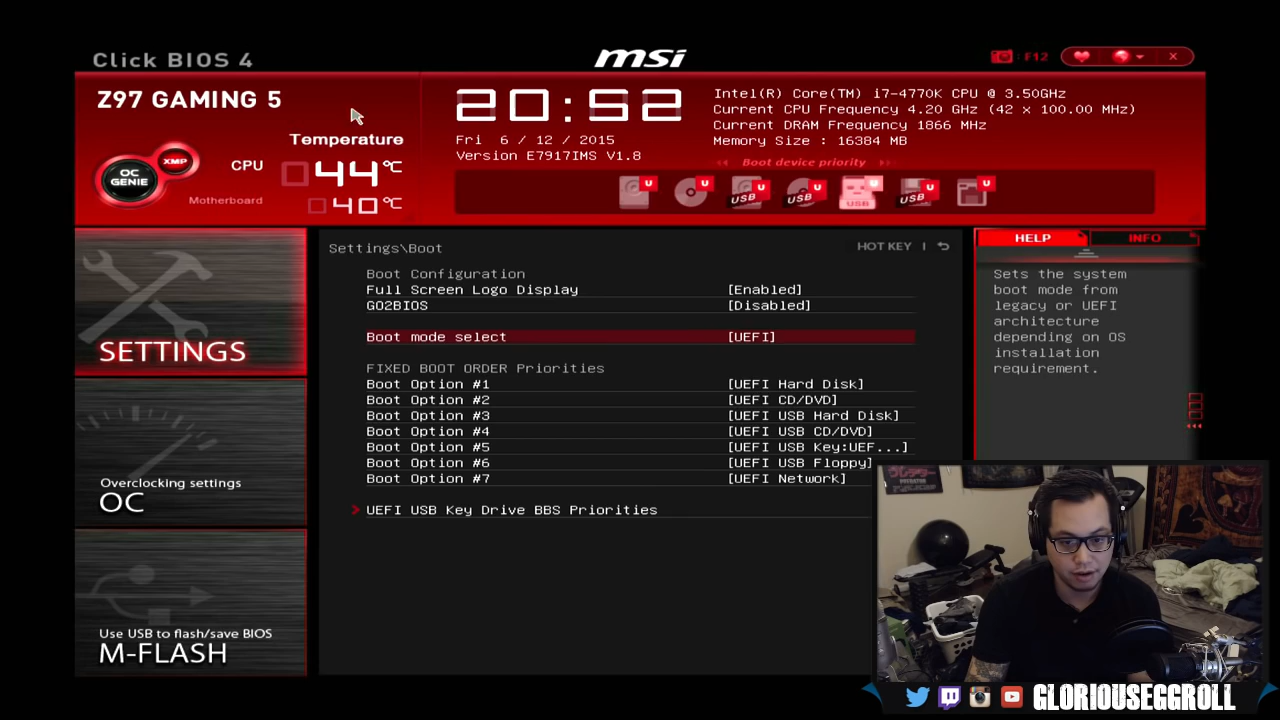 Click BIOS 4
msi
F12
Z97 GAMING 5
Temperature
OC GENIE
XMP
CPU
44°C
Motherboard
40°C
20:52
Fri 6 / 12 / 2015
Version E7917IMS V1.8
Intel(R) Core(TM) i7-4770K CPU @ 3.50GHz
Current CPU Frequency 4.20 GHz (42 x 100.00 MHz)
Current DRAM Frequency 1866 MHz
Memory Size : 16384 MB
Boot device priority
U U USB U USB U USB U USB U U
SETTINGS
Overclocking settings
OC
Use USB to flash/save BIOS
M-FLASH
Settings\Boot
HOT KEY
Boot Configuration
Full Screen Logo Display [Enabled]
GO2BIOS [Disabled]
Boot mode select [UEFI]
FIXED BOOT ORDER Priorities
Boot Option #1 [UEFI Hard Disk]
Boot Option #2 [UEFI CD/DVD]
Boot Option #3 [UEFI USB Hard Disk]
Boot Option #4 [UEFI USB CD/DVD]
Boot Option #5 [UEFI USB Key:UEF...]
Boot Option #6 [UEFI USB Floppy]
Boot Option #7 [UEFI Network]
UEFI USB Key Drive BBS Priorities
HELP
INFO
Sets the system
boot mode from
legacy or UEFI
architecture
depending on OS
installation
requirement.
GLORIOUSEGGROLL